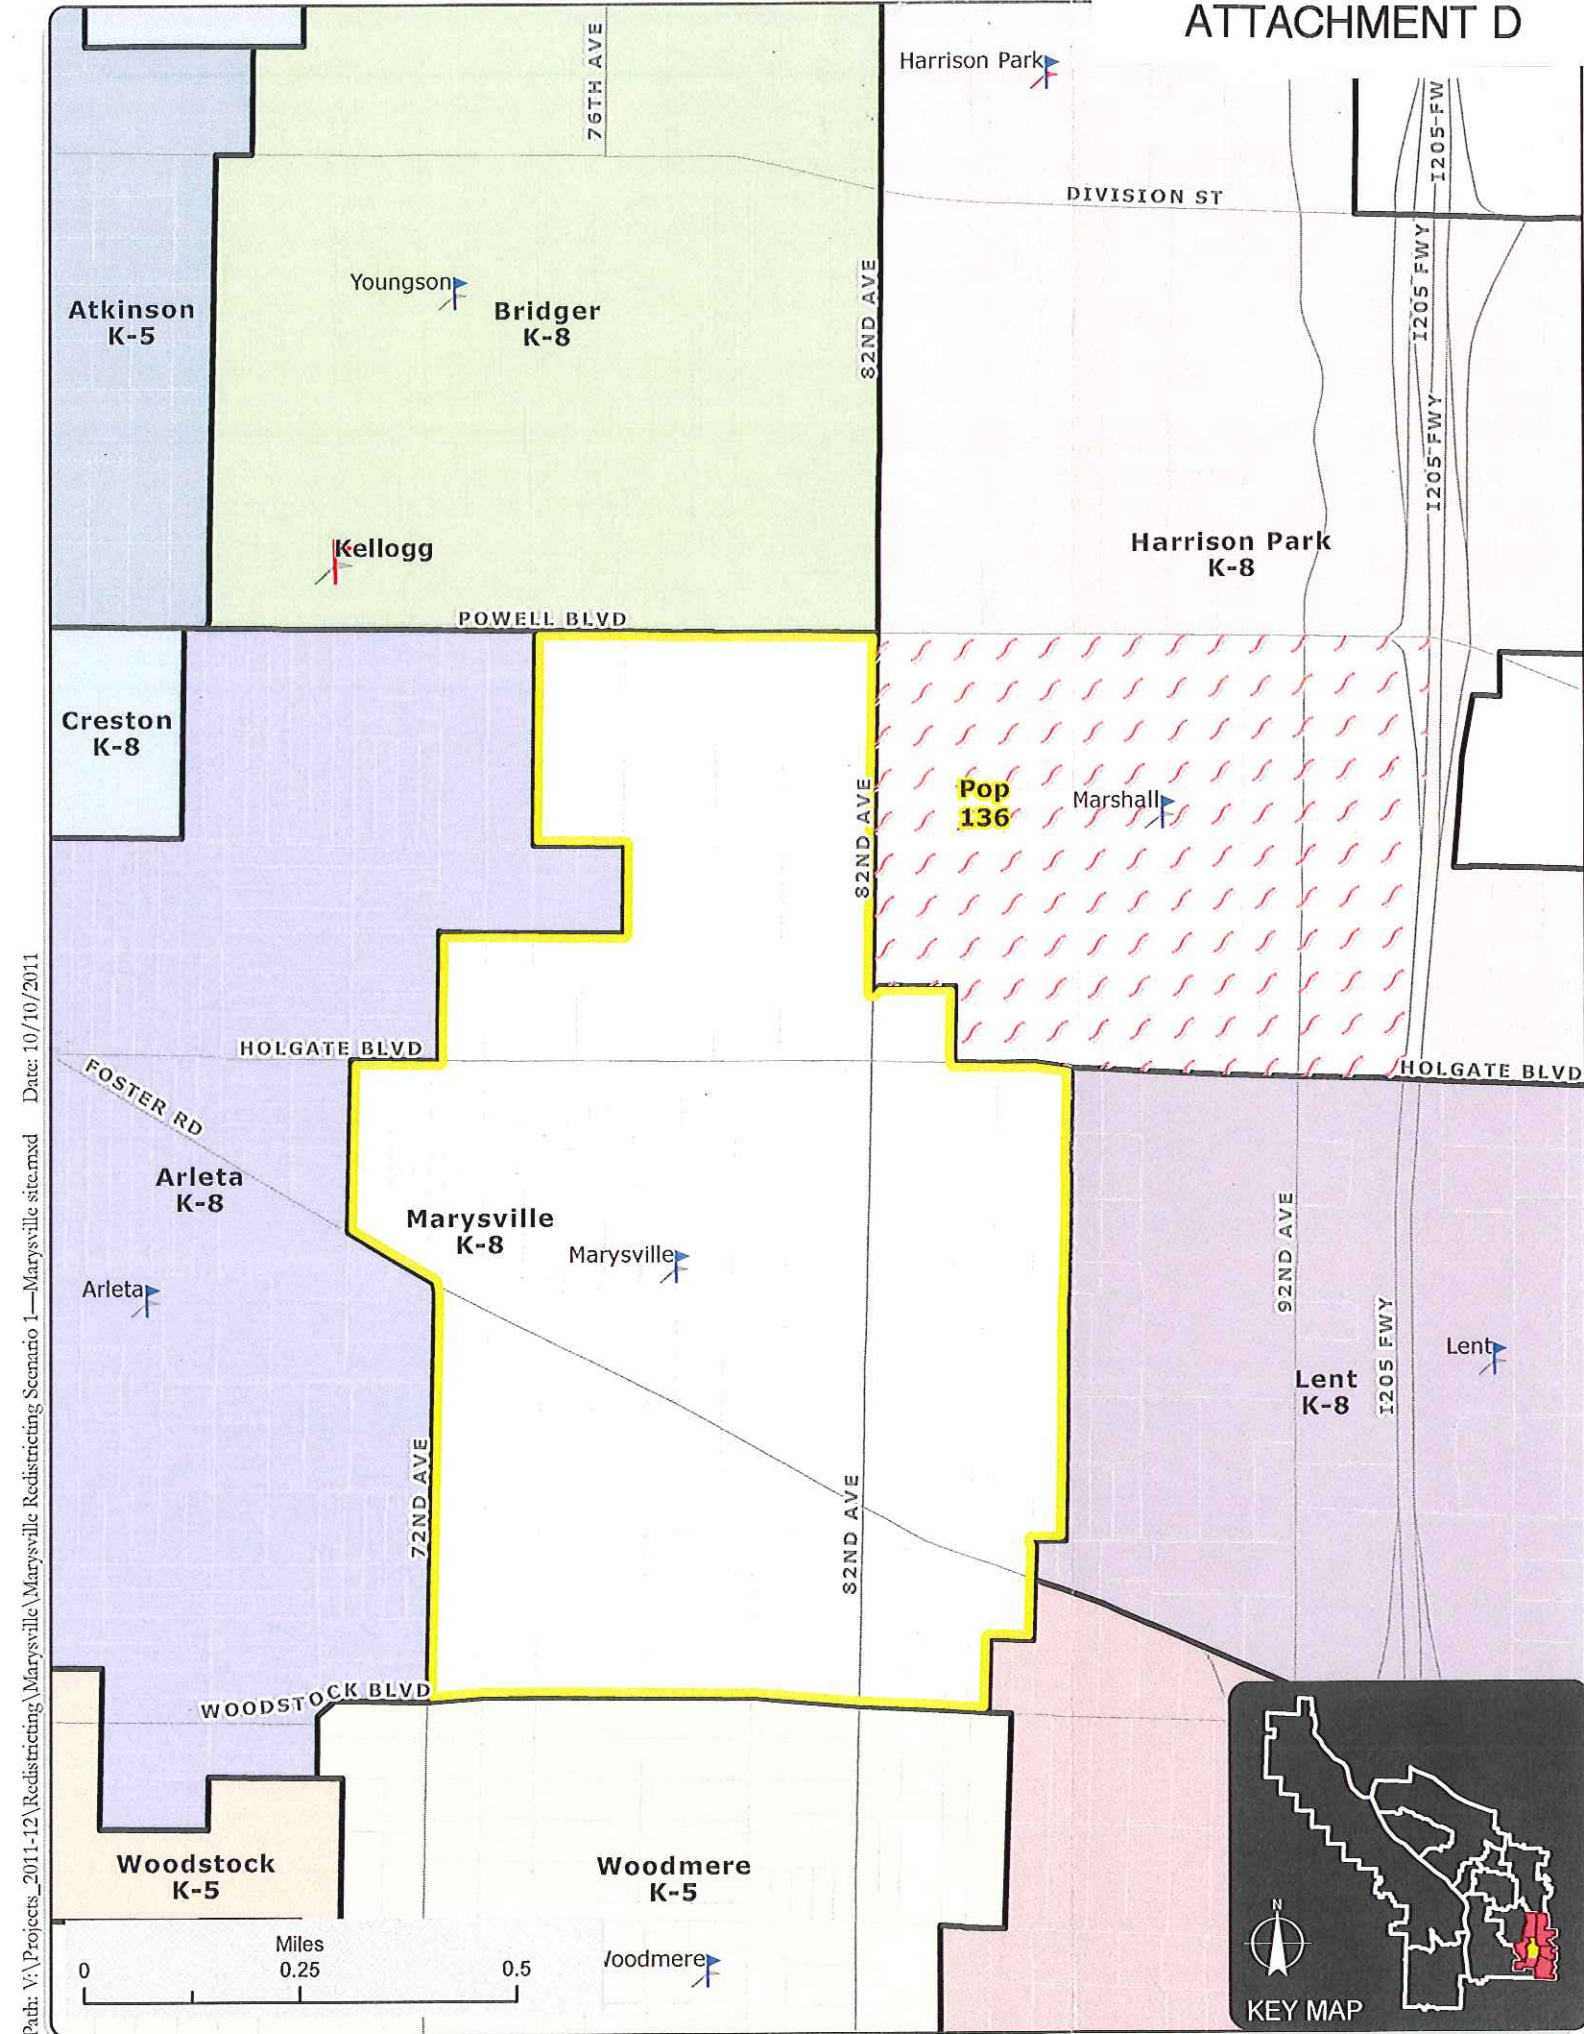 ATTACHMENT D
Harrison Park
76TH AVE
I205 FW
DIVISION ST
I205 FWY
82ND AVE
Youngson
Atkinson
K-5
Bridger
K-8
I205 FWY
Kellogg
Harrison Park
K-8
POWELL BLVD
Creston
K-8
82ND AVE
Pop
136
Marshall
HOLGATE BLVD
HOLGATE BLVD
FOSTER RD
Arleta
K-8
Marysville
K-8
Marysville
Arleta
92ND AVE
I205 FWY
Lent
Lent
K-8
72ND AVE
82ND AVE
WOODSTOCK BLVD
Woodstock
K-5
Woodmere
K-5
Miles
0 0.25 0.5
/oodmere
N
KEY MAP
Path: V:\Projects_2011-12\Redistricting\Marysville\Marysville Redistricting Scenario 1—Marysville site.mxd Date: 10/10/2011